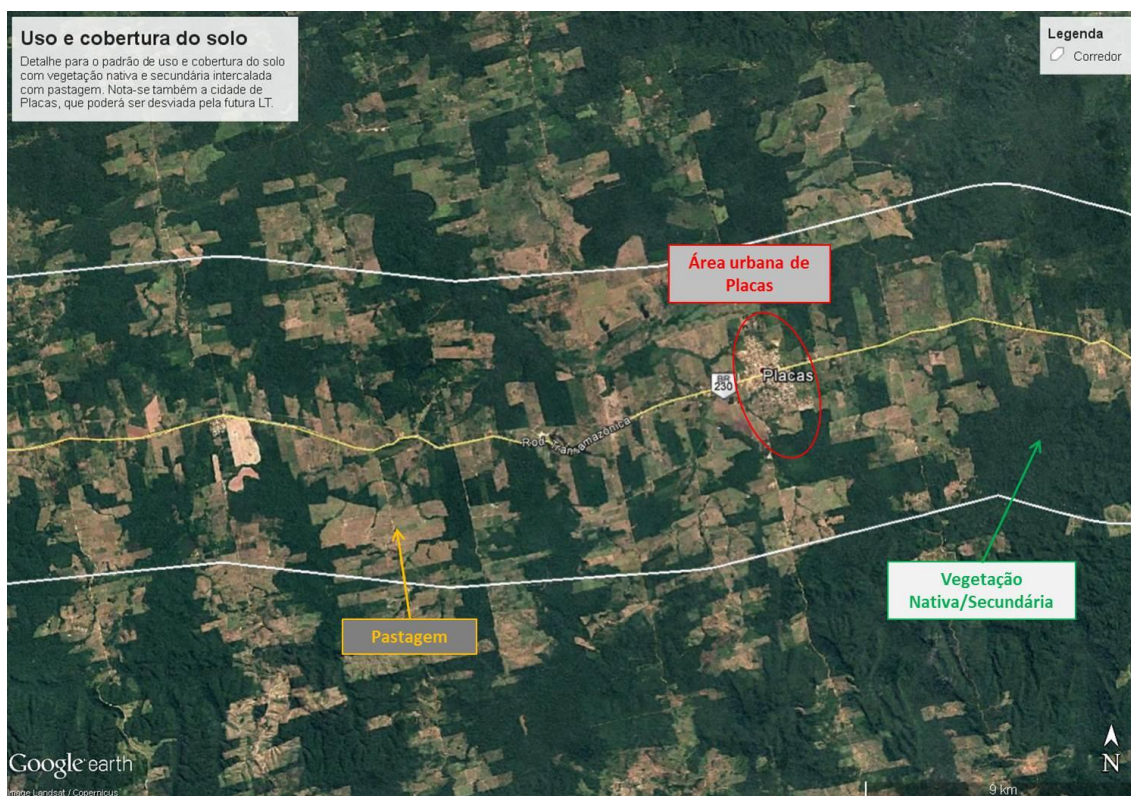 Uso e cobertura do solo
Detalhe para o padrão de uso e cobertura do solo
com vegetação nativa e secundária intercalada
com pastagem. Nota-se também a cidade de
Placas, que poderá ser desviada pela futura LT.
Legenda
Corredor
Área urbana de
Placas
BR
230
Placas
Rod. Transamazônica
Vegetação
Nativa/Secundária
Pastagem
N
Google earth
Image Landsat / Copernicus
9 km